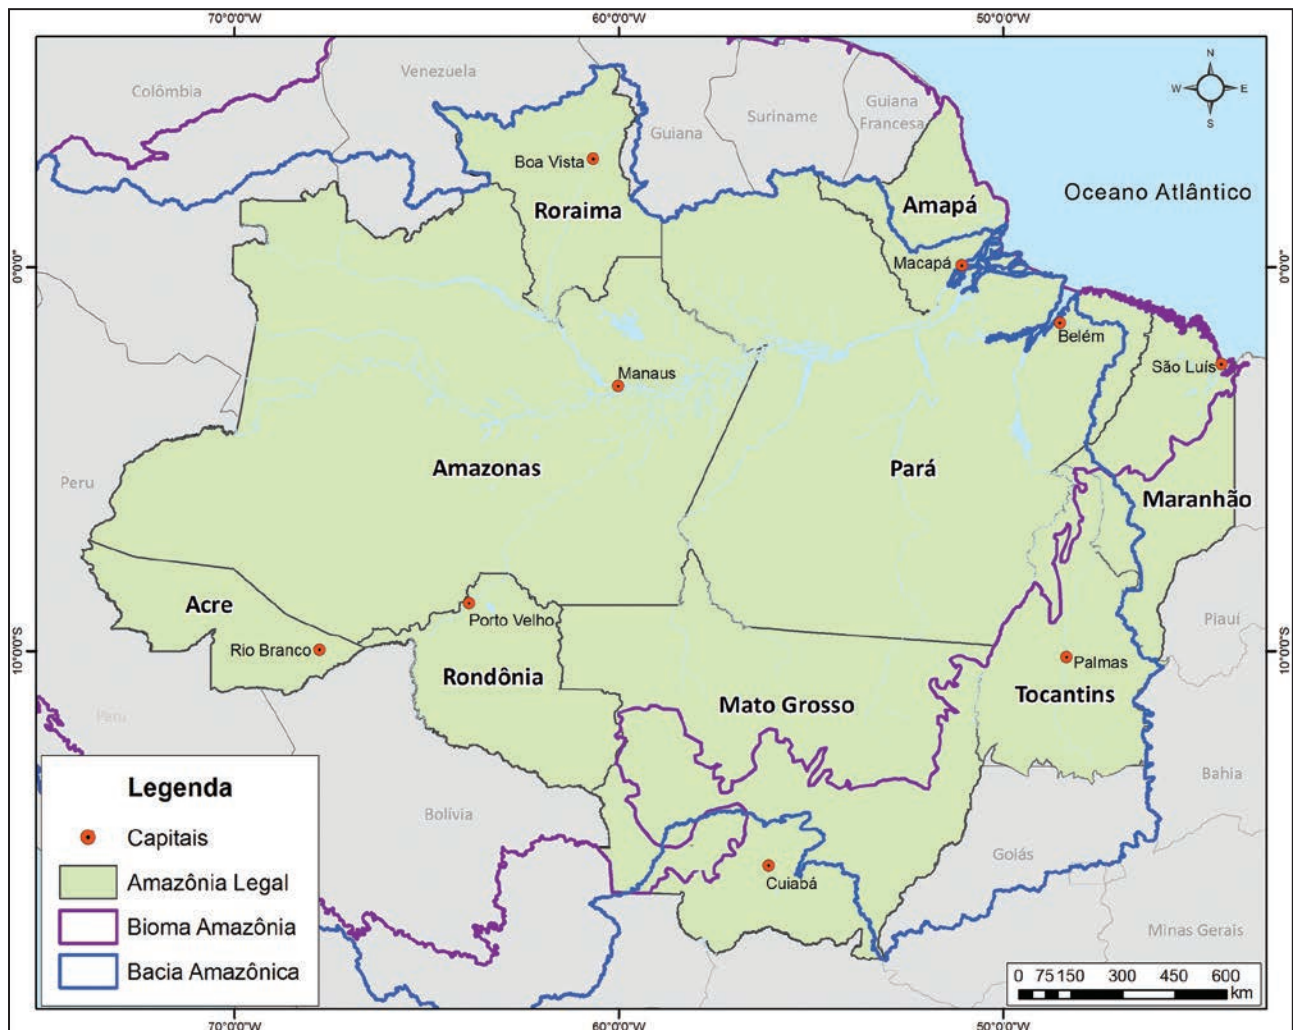 70°0'0"W 60°0'0"W 50°0'0"W
N
W E
S
Colômbia
Venezuela
Guiana
Suriname
Guiana
Francesa
Oceano Atlântico
Boa Vista
Roraima
Amapá
Macapá
0°0'0" 0°0'0"
Belém
São Luís
Manaus
Amazonas
Pará
Maranhão
Peru
Acre
Rio Branco
Porto Velho
Rondônia
Mato Grosso
Palmas
Tocantins
Piauí
10°0'0"S 10°0'0"S
Peru
Bolívia
Bahia
Goiás
Cuiabá
Minas Gerais
Legenda
Capitais
Amazônia Legal
Bioma Amazônia
Bacia Amazônica
0 75 150 300 450 600
km
70°0'0"W 60°0'0"W 50°0'0"W